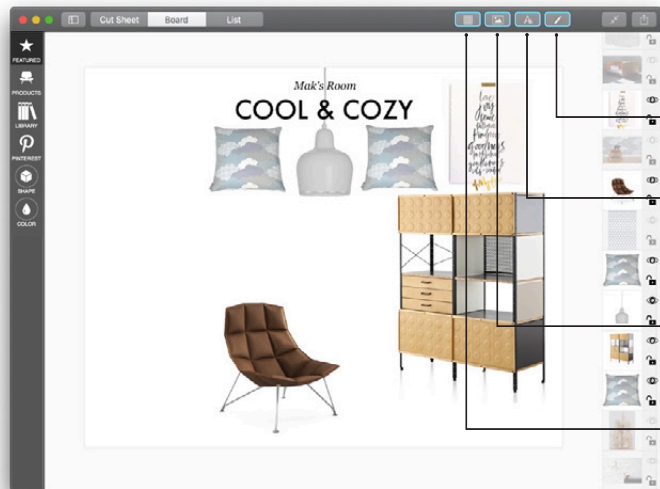 Cut Sheet Board List
FEATURED
PRODUCTS
LIBRARY
PINTEREST
SHAPE
COLOR
Mak's Room
COOL & COZY